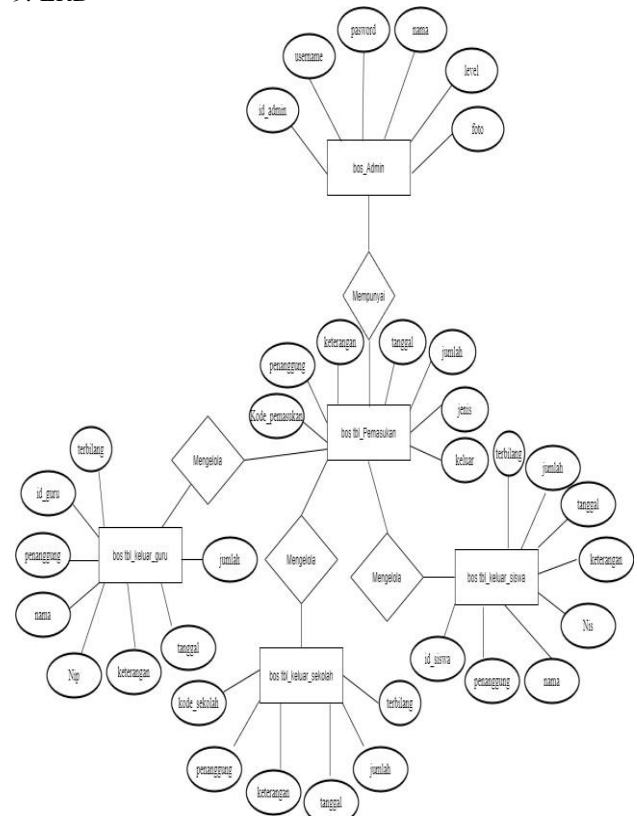 pasword
nama
username
level
id_admin
foto
bos_Admin
Mempunyai
keterangan
tanggal
penanggung
jumlah
Kode_pemasukan
jenis
bos tbl_Pemasukan
keluar
terbilang
Mengelola
id_guru
penanggung
bos tbl_keluar_guru
jumlah
nama
Nip
keterangan
tanggal
Mengelola
Mengelola
terbilang
jumlah
tanggal
keterangan
bos tbl_keluar_siswa
Nis
id_siswa
penanggung
nama
bos tbl_keluar_sekolah
kode_sekolah
terbilang
penanggung
jumlah
keterangan
tanggal